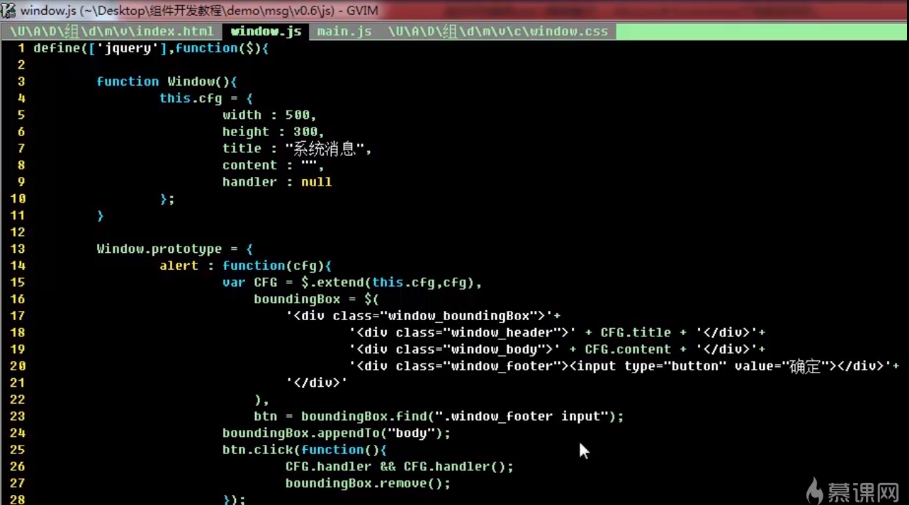 window.js (~\Desktop\组件开发教程\demo\msg\v0.6\js) - GVIM
\U\A\D\组\d\m\v\index.html window.js main.js \U\A\D\组\d\m\v\c\window.css
1 define(['jquery'],function($){
2
3 function Window(){
4 this.cfg = {
5 width : 500,
6 height : 300,
7 title : "系统消息",
8 content : "",
9 handler : null
10 };
11 }
12
13 Window.prototype = {
14 alert : function(cfg){
15 var CFG = $.extend(this.cfg,cfg),
16 boundingBox = $(
17 '<div class="window_boundingBox">'+
18 '<div class="window_header">' + CFG.title + '</div>'+
19 '<div class="window_body">' + CFG.content + '</div>'+
20 '<div class="window_footer"><input type="button" value="确定"></div>'+
21 '</div>'
22 ),
23 btn = boundingBox.find(".window_footer input");
24 boundingBox.appendTo("body");
25 btn.click(function(){
26 CFG.handler && CFG.handler();
27 boundingBox.remove();
28 });
慕课网